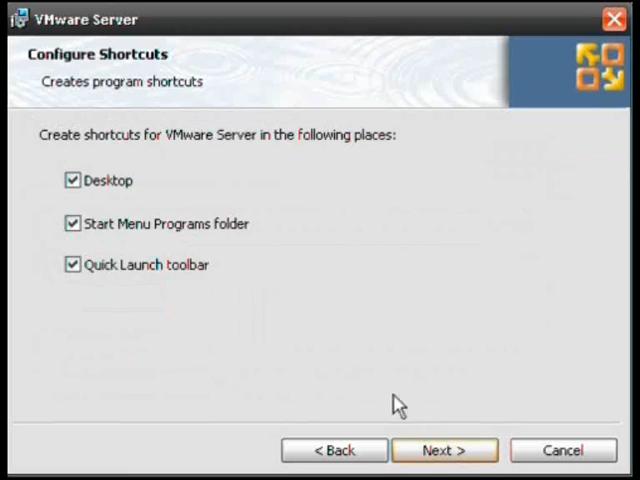 VMware Server
Configure Shortcuts
Creates program shortcuts
Create shortcuts for VMware Server in the following places:
Desktop
Start Menu Programs folder
Quick Launch toolbar
< Back Next > Cancel